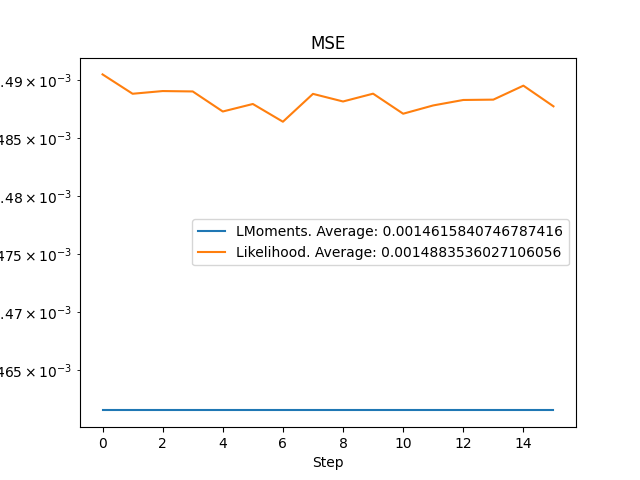 MSE
.49 × 10⁻³
485 × 10⁻³
.48 × 10⁻³
475 × 10⁻³
.47 × 10⁻³
465 × 10⁻³
LMoments. Average: 0.0014615840746787416
Likelihood. Average: 0.0014883536027106056
0 2 4 6 8 10 12 14
Step